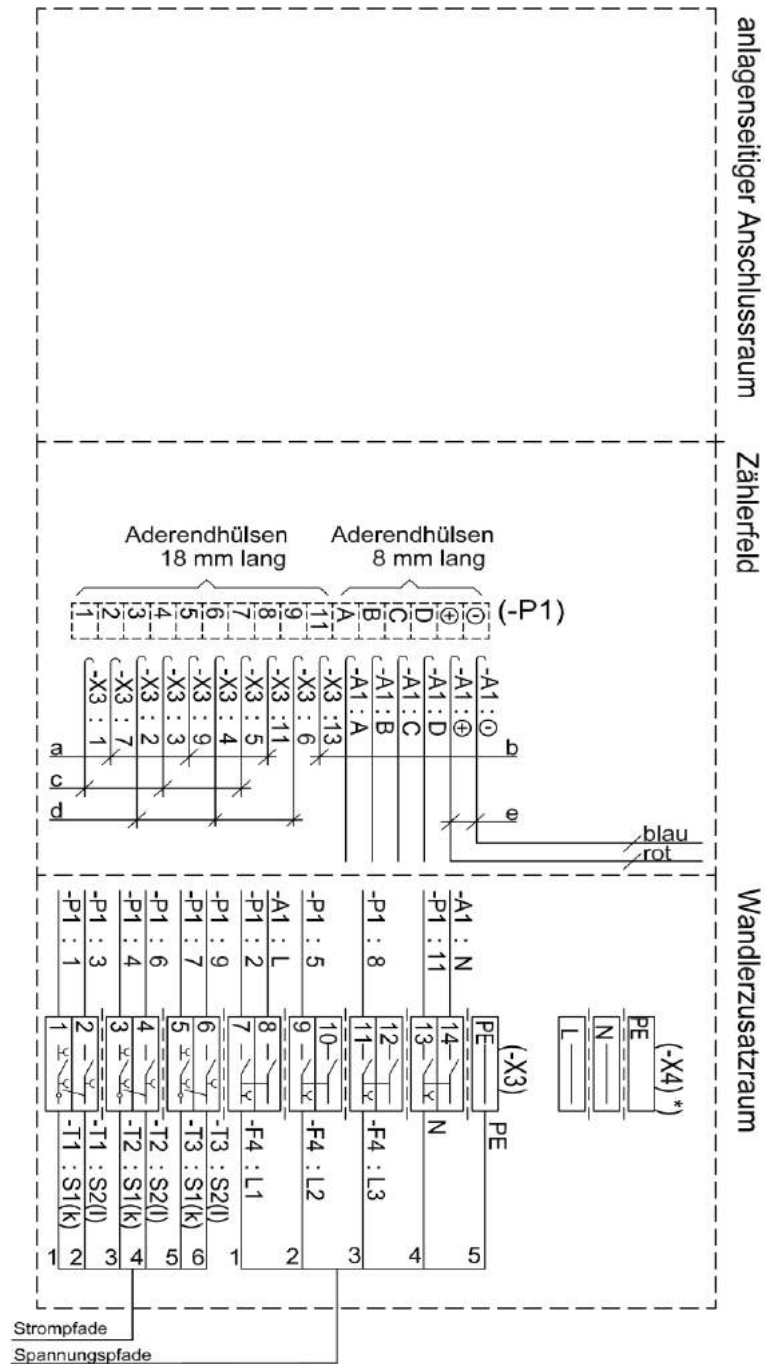 anlagenseitiger Anschlussraum
Zählerfeld
Aderendhülsen
18 mm lang
Aderendhülsen
8 mm lang
1 2 3 4 5 6 7 8 9 11 A B C D ⊕ ⊖ (-P1)
-X3 : 1
-X3 : 7
-X3 : 2
-X3 : 3
-X3 : 9
-X3 : 4
-X3 : 5
-X3 :11
-X3 : 6
-X3 :13
-A1 : A
-A1 : B
-A1 : C
-A1 : D
-A1 : ⊕
-A1 : ⊖
a
b
c
d
e
blau
rot
Wandlerzusatzraum
-P1 : 1
-P1 : 3
-P1 : 4
-P1 : 6
-P1 : 7
-P1 : 9
-P1 : 2
-A1 : L
-P1 : 5
-P1 : 8
-P1 : 11
-A1 : N
1 2 3 4 5 6 7 8 9 10 11 12 13 14 PE (-X3)
L N PE (-X4) *)
-T1 : S1(k)
-T1 : S2(l)
-T2 : S1(k)
-T2 : S2(l)
-T3 : S1(k)
-T3 : S2(l)
-F4 : L1
-F4 : L2
-F4 : L3
N
PE
1 2 3 4 5 6 1 2 3 4 5
Strompfade
Spannungspfade